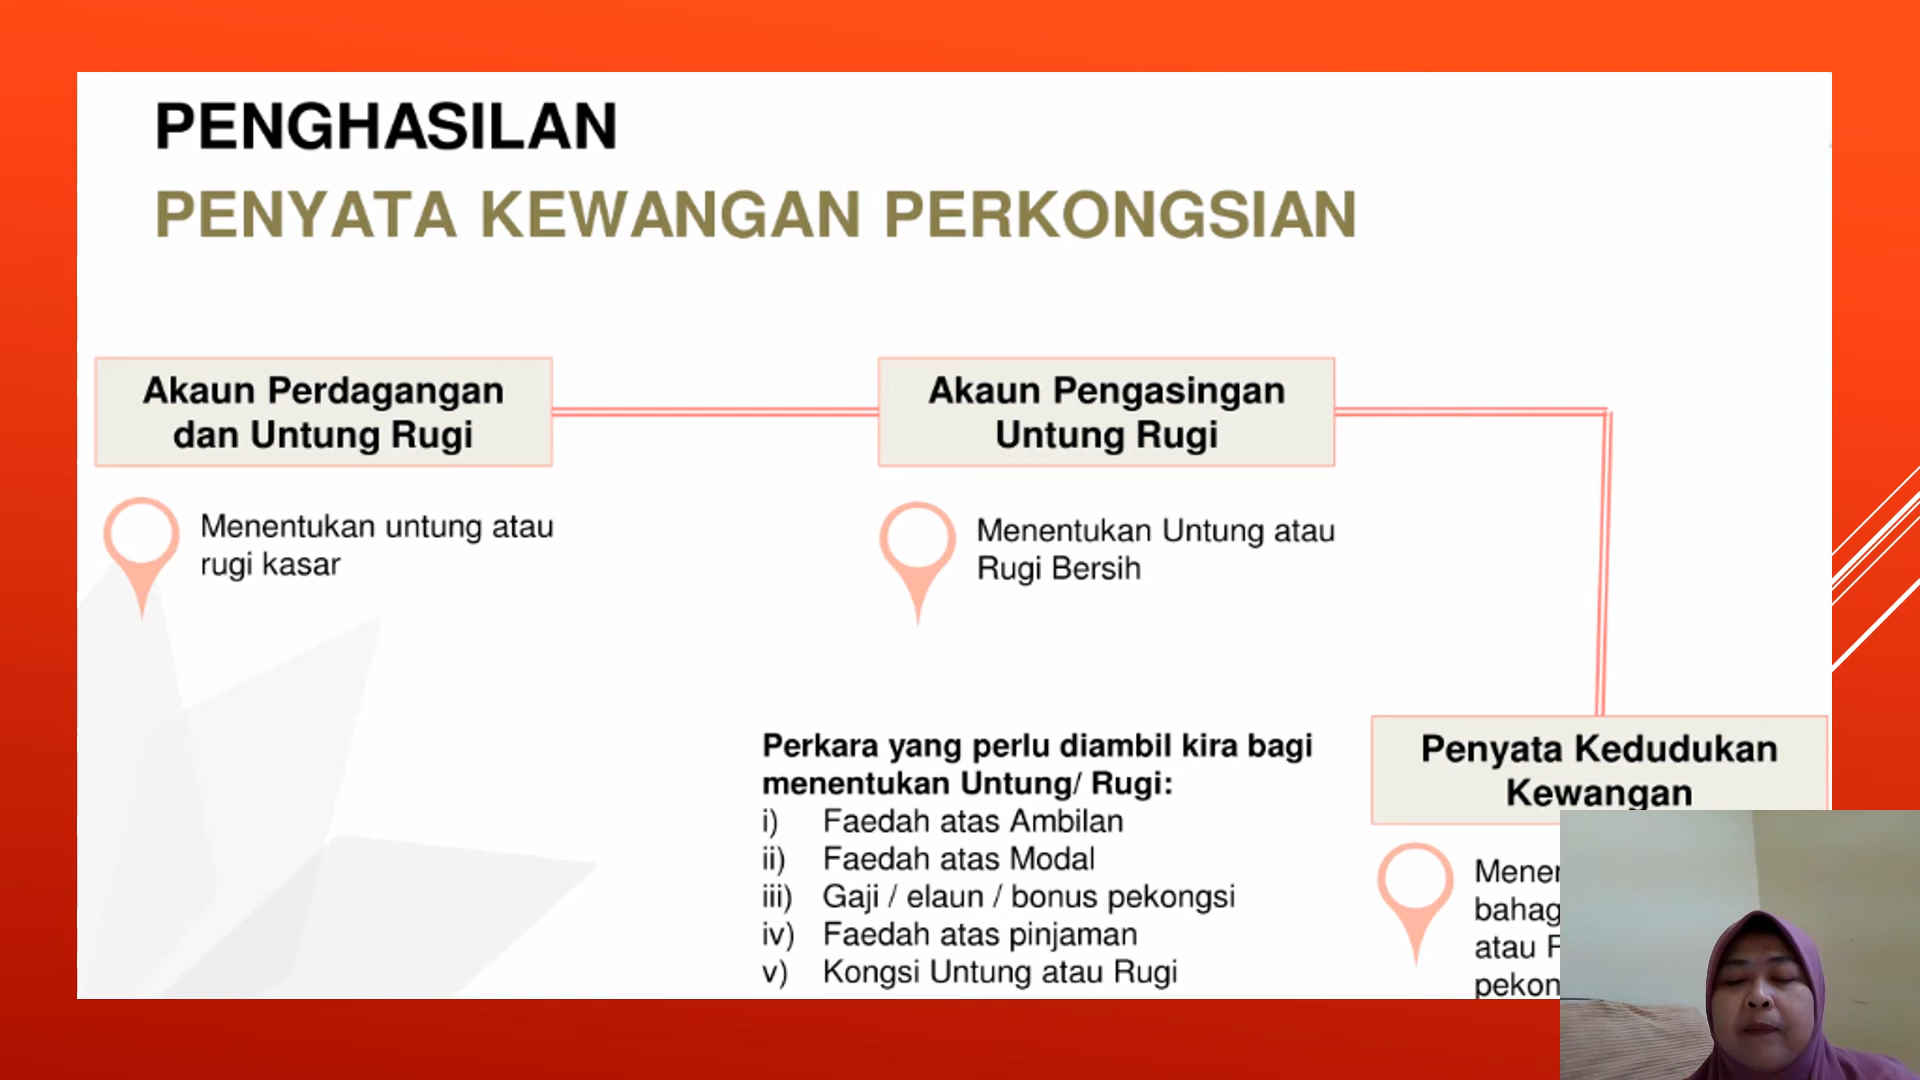 PENGHASILAN
PENYATA KEWANGAN PERKONGSIAN
Akaun Perdagangan
dan Untung Rugi
Menentukan untung atau
rugi kasar
Akaun Pengasingan
Untung Rugi
Menentukan Untung atau
Rugi Bersih
Perkara yang perlu diambil kira bagi
menentukan Untung/ Rugi:
i) Faedah atas Ambilan
ii) Faedah atas Modal
iii) Gaji / elaun / bonus pekongsi
iv) Faedah atas pinjaman
v) Kongsi Untung atau Rugi
Penyata Kedudukan
Kewangan
atau